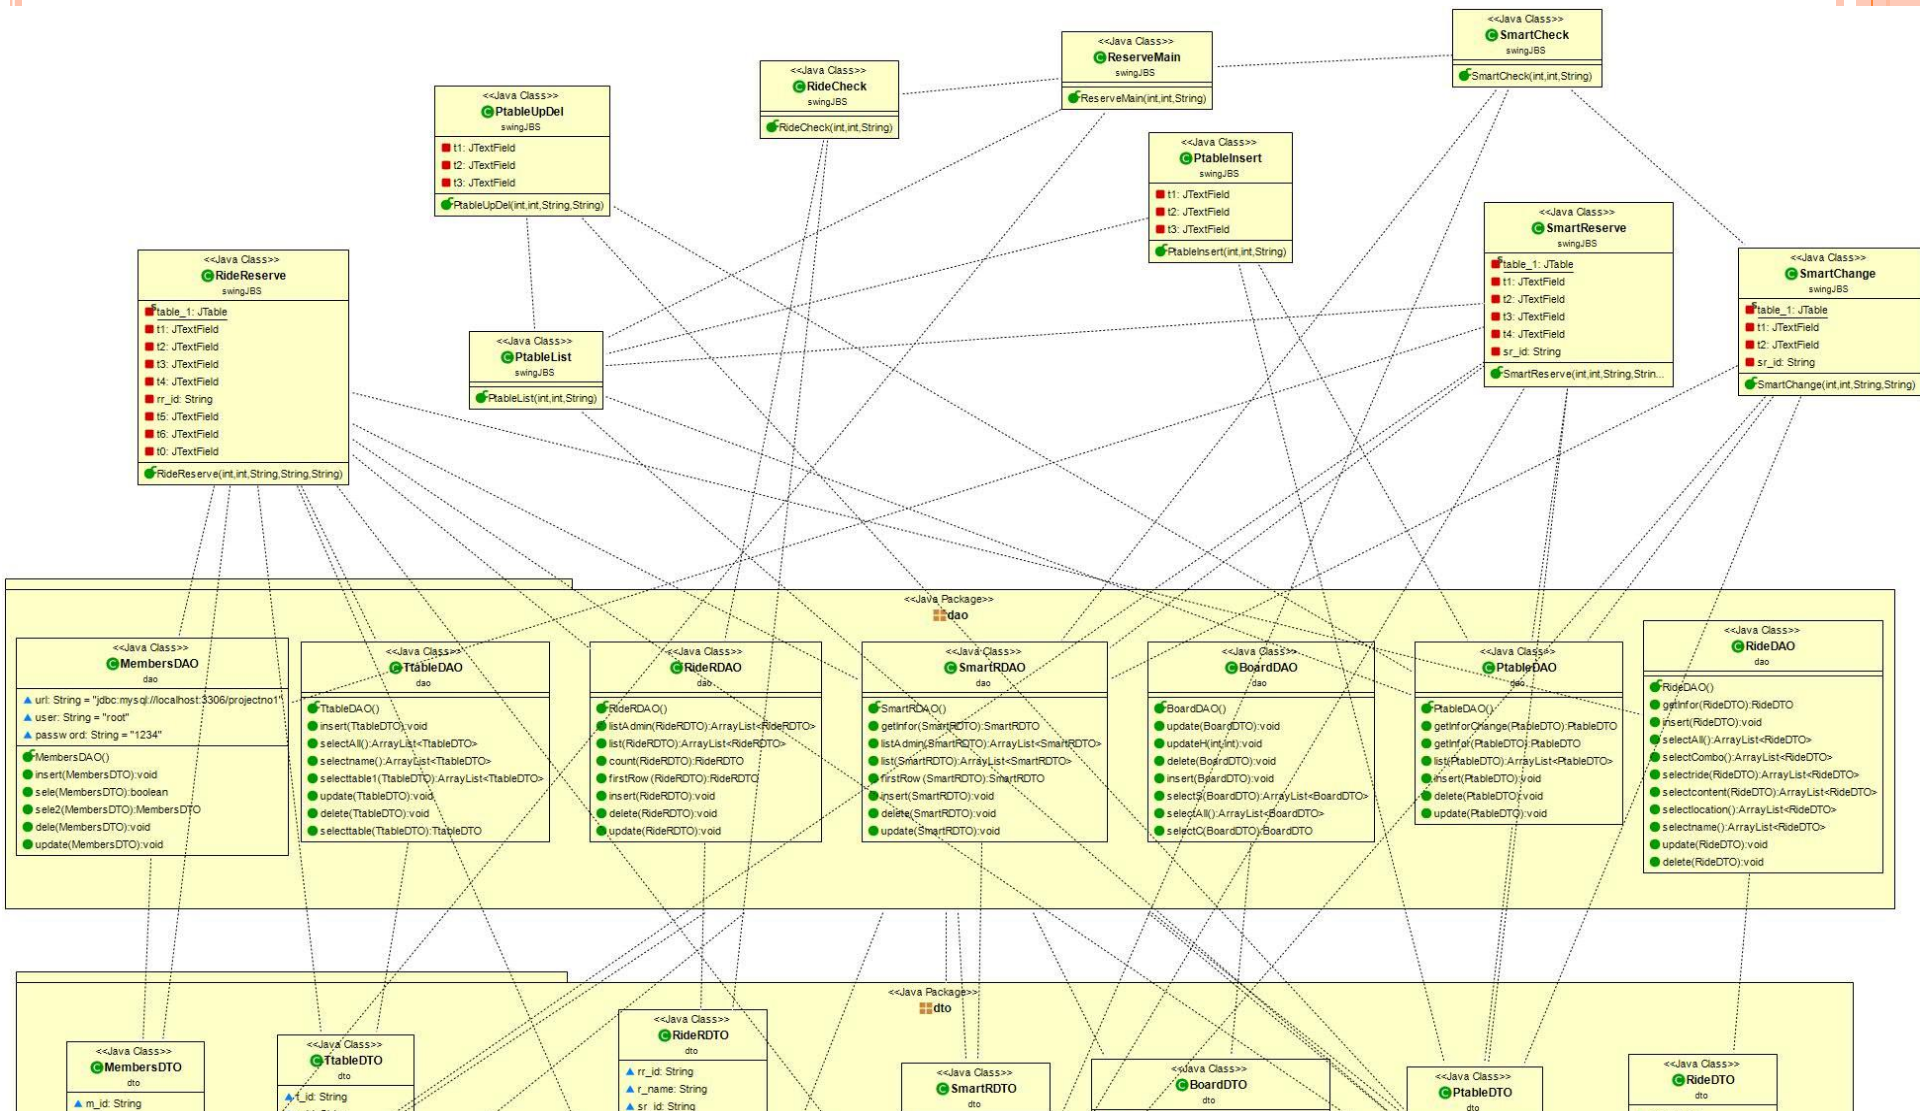 <<Java Class>>
SmartCheck
swingJBS
SmartCheck(int,int,String)
<<Java Class>>
ReserveMain
swingJBS
ReserveMain(int,int,String)
<<Java Class>>
RideCheck
swingJBS
RideCheck(int,int,String)
<<Java Class>>
PtableUpDel
swingJBS
t1: JTextField
t2: JTextField
t3: JTextField
PtableUpDel(int,int,String,String)
<<Java Class>>
PtableInsert
swingJBS
t1: JTextField
t2: JTextField
t3: JTextField
PtableInsert(int,int,String)
<<Java Class>>
SmartReserve
swingJBS
table_1: JTable
t1: JTextField
t2: JTextField
t3: JTextField
t4: JTextField
sr_id: String
SmartReserve(int,int,String,Strin...
<<Java Class>>
SmartChange
swingJBS
table_1: JTable
t1: JTextField
t2: JTextField
sr_id: String
SmartChange(int,int,String,String)
<<Java Class>>
RideReserve
swingJBS
table_1: JTable
t1: JTextField
t2: JTextField
t3: JTextField
t4: JTextField
rr_id: String
t5: JTextField
t6: JTextField
t0: JTextField
RideReserve(int,int,String,String,String)
<<Java Class>>
PtableList
swingJBS
PtableList(int,int,String)
<<Java Package>>
dao
<<Java Class>>
MembersDAO
dao
url: String = "jdbc:mysql://localhost:3306/projectno1"
user: String = "root"
passw ord: String = "1234"
MembersDAO()
insert(MembersDTO):void
sele(MembersDTO):boolean
sele2(MembersDTO):MembersDTO
dele(MembersDTO):void
update(MembersDTO):void
<<Java Class>>
TtableDAO
dao
TtableDAO()
insert(TtableDTO):void
selectAll():ArrayList<TtableDTO>
selectname():ArrayList<TtableDTO>
selecttable1(TtableDTO):ArrayList<TtableDTO>
update(TtableDTO):void
delete(TtableDTO):void
selecttable(TtableDTO):TtableDTO
<<Java Class>>
RideRDAO
dao
RideRDAO()
listAdmin(RideRDTO):ArrayList<RideRDTO>
list(RideRDTO):ArrayList<RideRDTO>
count(RideRDTO):RideRDTO
firstRow (RideRDTO):RideRDTO
insert(RideRDTO):void
delete(RideRDTO):void
update(RideRDTO):void
<<Java Class>>
SmartRDAO
dao
SmartRDAO()
getInfor(SmartRDTO):SmartRDTO
listAdmin(SmartRDTO):ArrayList<SmartRDTO>
list(SmartRDTO):ArrayList<SmartRDTO>
firstRow (SmartRDTO):SmartRDTO
insert(SmartRDTO):void
delete(SmartRDTO):void
update(SmartRDTO):void
<<Java Class>>
BoardDAO
dao
BoardDAO()
update(BoardDTO):void
updateH(int,int):void
delete(BoardDTO):void
insert(BoardDTO):void
selectS(BoardDTO):ArrayList<BoardDTO>
selectAll():ArrayList<BoardDTO>
selectC(BoardDTO):BoardDTO
<<Java Class>>
PtableDAO
dao
PtableDAO()
getInforChange(PtableDTO):PtableDTO
getInfor(PtableDTO):PtableDTO
list(PtableDTO):ArrayList<PtableDTO>
insert(PtableDTO):void
delete(PtableDTO):void
update(PtableDTO):void
<<Java Class>>
RideDAO
dao
RideDAO()
getInfor(RideDTO):RideDTO
insert(RideDTO):void
selectAll():ArrayList<RideDTO>
selectCombo():ArrayList<RideDTO>
selectride(RideDTO):ArrayList<RideDTO>
selectcontent(RideDTO):ArrayList<RideDTO>
selectlocation():ArrayList<RideDTO>
selectname():ArrayList<RideDTO>
update(RideDTO):void
delete(RideDTO):void
<<Java Package>>
dto
<<Java Class>>
MembersDTO
dto
m_id: String
<<Java Class>>
TtableDTO
dto
t_id: String
<<Java Class>>
RideRDTO
dto
rr_id: String
r_name: String
sr_id: String
<<Java Class>>
SmartRDTO
dto
<<Java Class>>
BoardDTO
dto
<<Java Class>>
PtableDTO
dto
<<Java Class>>
RideDTO
dto